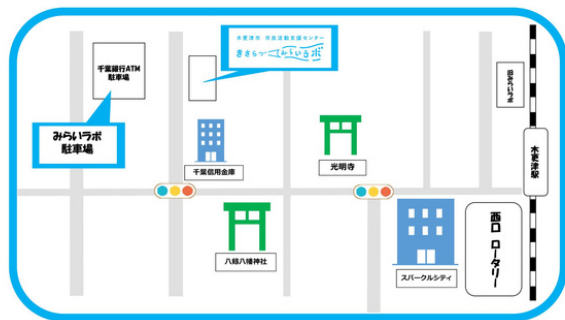 木更津市 市民活動支援センター
きさらづみらいラボ
千葉銀行ATM
駐車場
みらいラボ
駐車場
旧みらいラボ
千葉信用金庫
光明寺
木更津駅
八剱八幡神社
スパークルシティ
西口 ロータリー